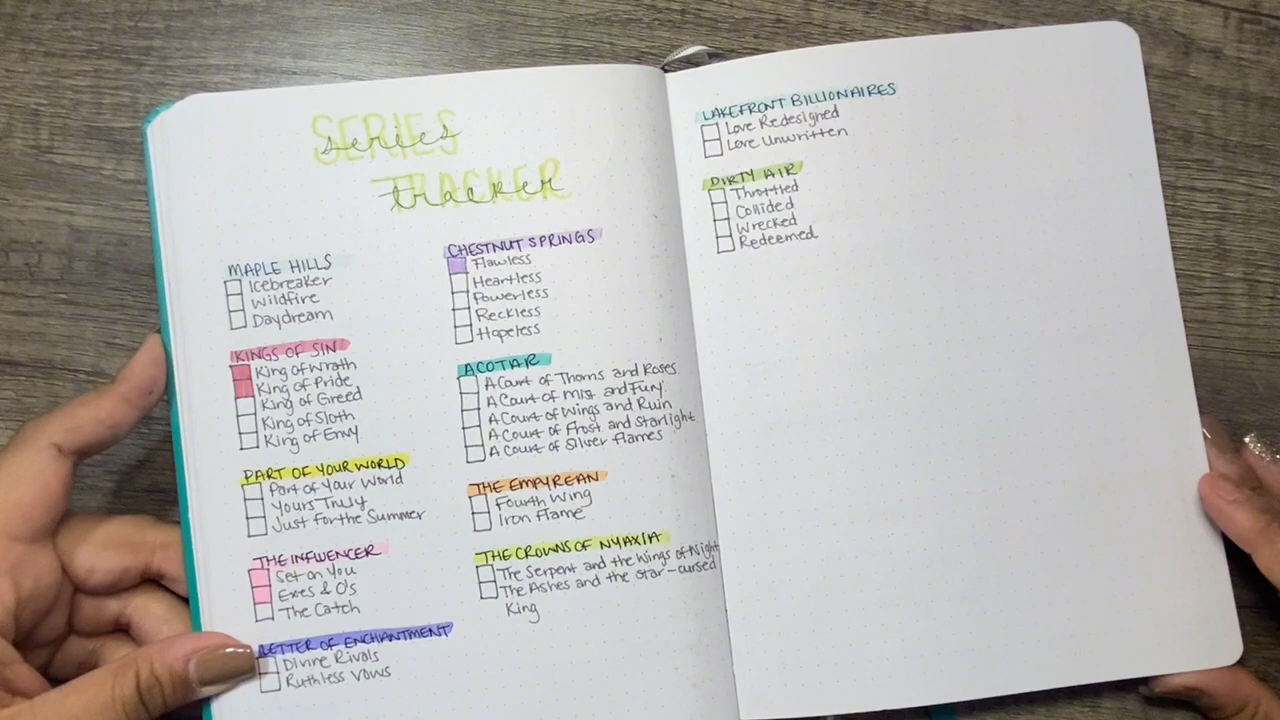 SERIES
series
TRACKER
tracker
MAPLE HILLS
Icebreaker
Wildfire
Daydream
KINGS OF SIN
King of Wrath
King of Pride
King of Greed
King of Sloth
King of Envy
PART OF YOUR WORLD
Part of Your World
Yours Truly
Just For the Summer
THE INFLUENCER
Set on You
Exes & O's
The Catch
LETTER OF ENCHANTMENT
Divine Rivals
Ruthless Vows
CHESTNUT SPRINGS
Flawless
Heartless
Powerless
Reckless
Hopeless
ACOTAR
A Court of Thorns and Roses
A Court of Mist and Fury
A Court of Wings and Ruin
A Court of Frost and Starlight
A Court of Silver Flames
THE EMPYREAN
Fourth Wing
Iron Flame
THE CROWNS OF NYAXIA
The Serpent and the Wings of Night
The Ashes and the Star-cursed
King
LAKEFRONT BILLIONAIRES
Love Redesigned
Love Unwritten
DIRTY AIR
Throttled
Collided
Wrecked
Redeemed